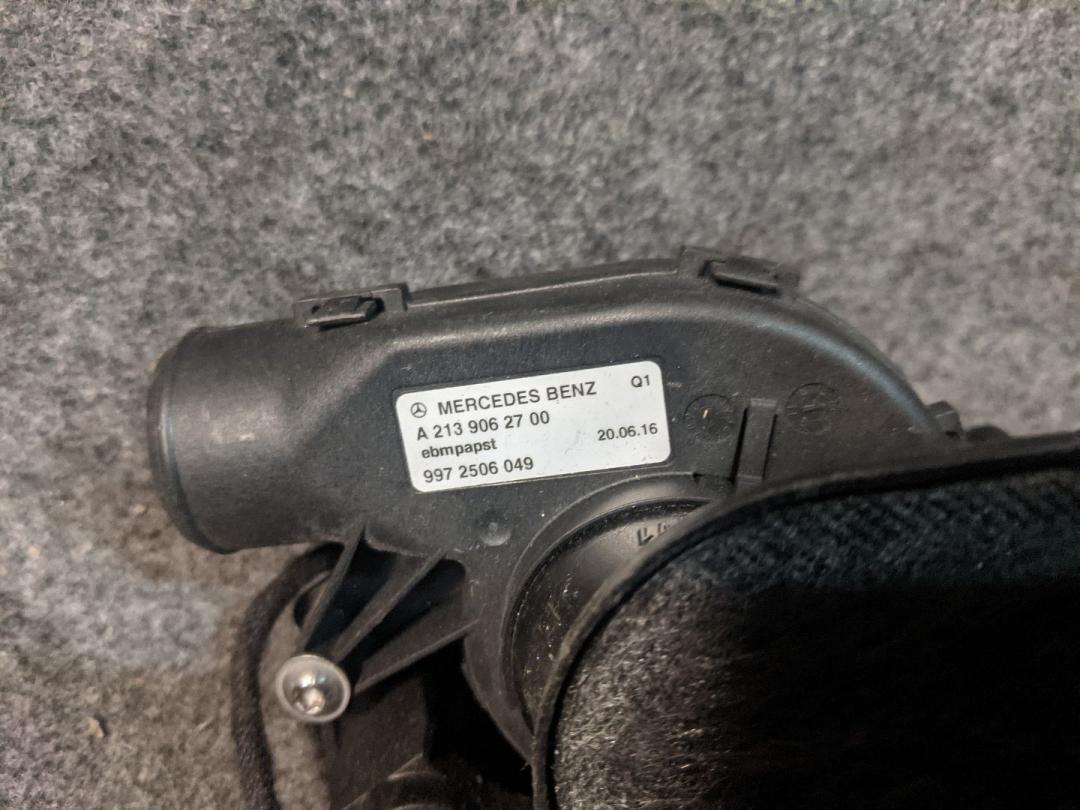 MERCEDES BENZ Q1
A 213 906 27 00
ebmpapst 20.06.16
997 2506 049